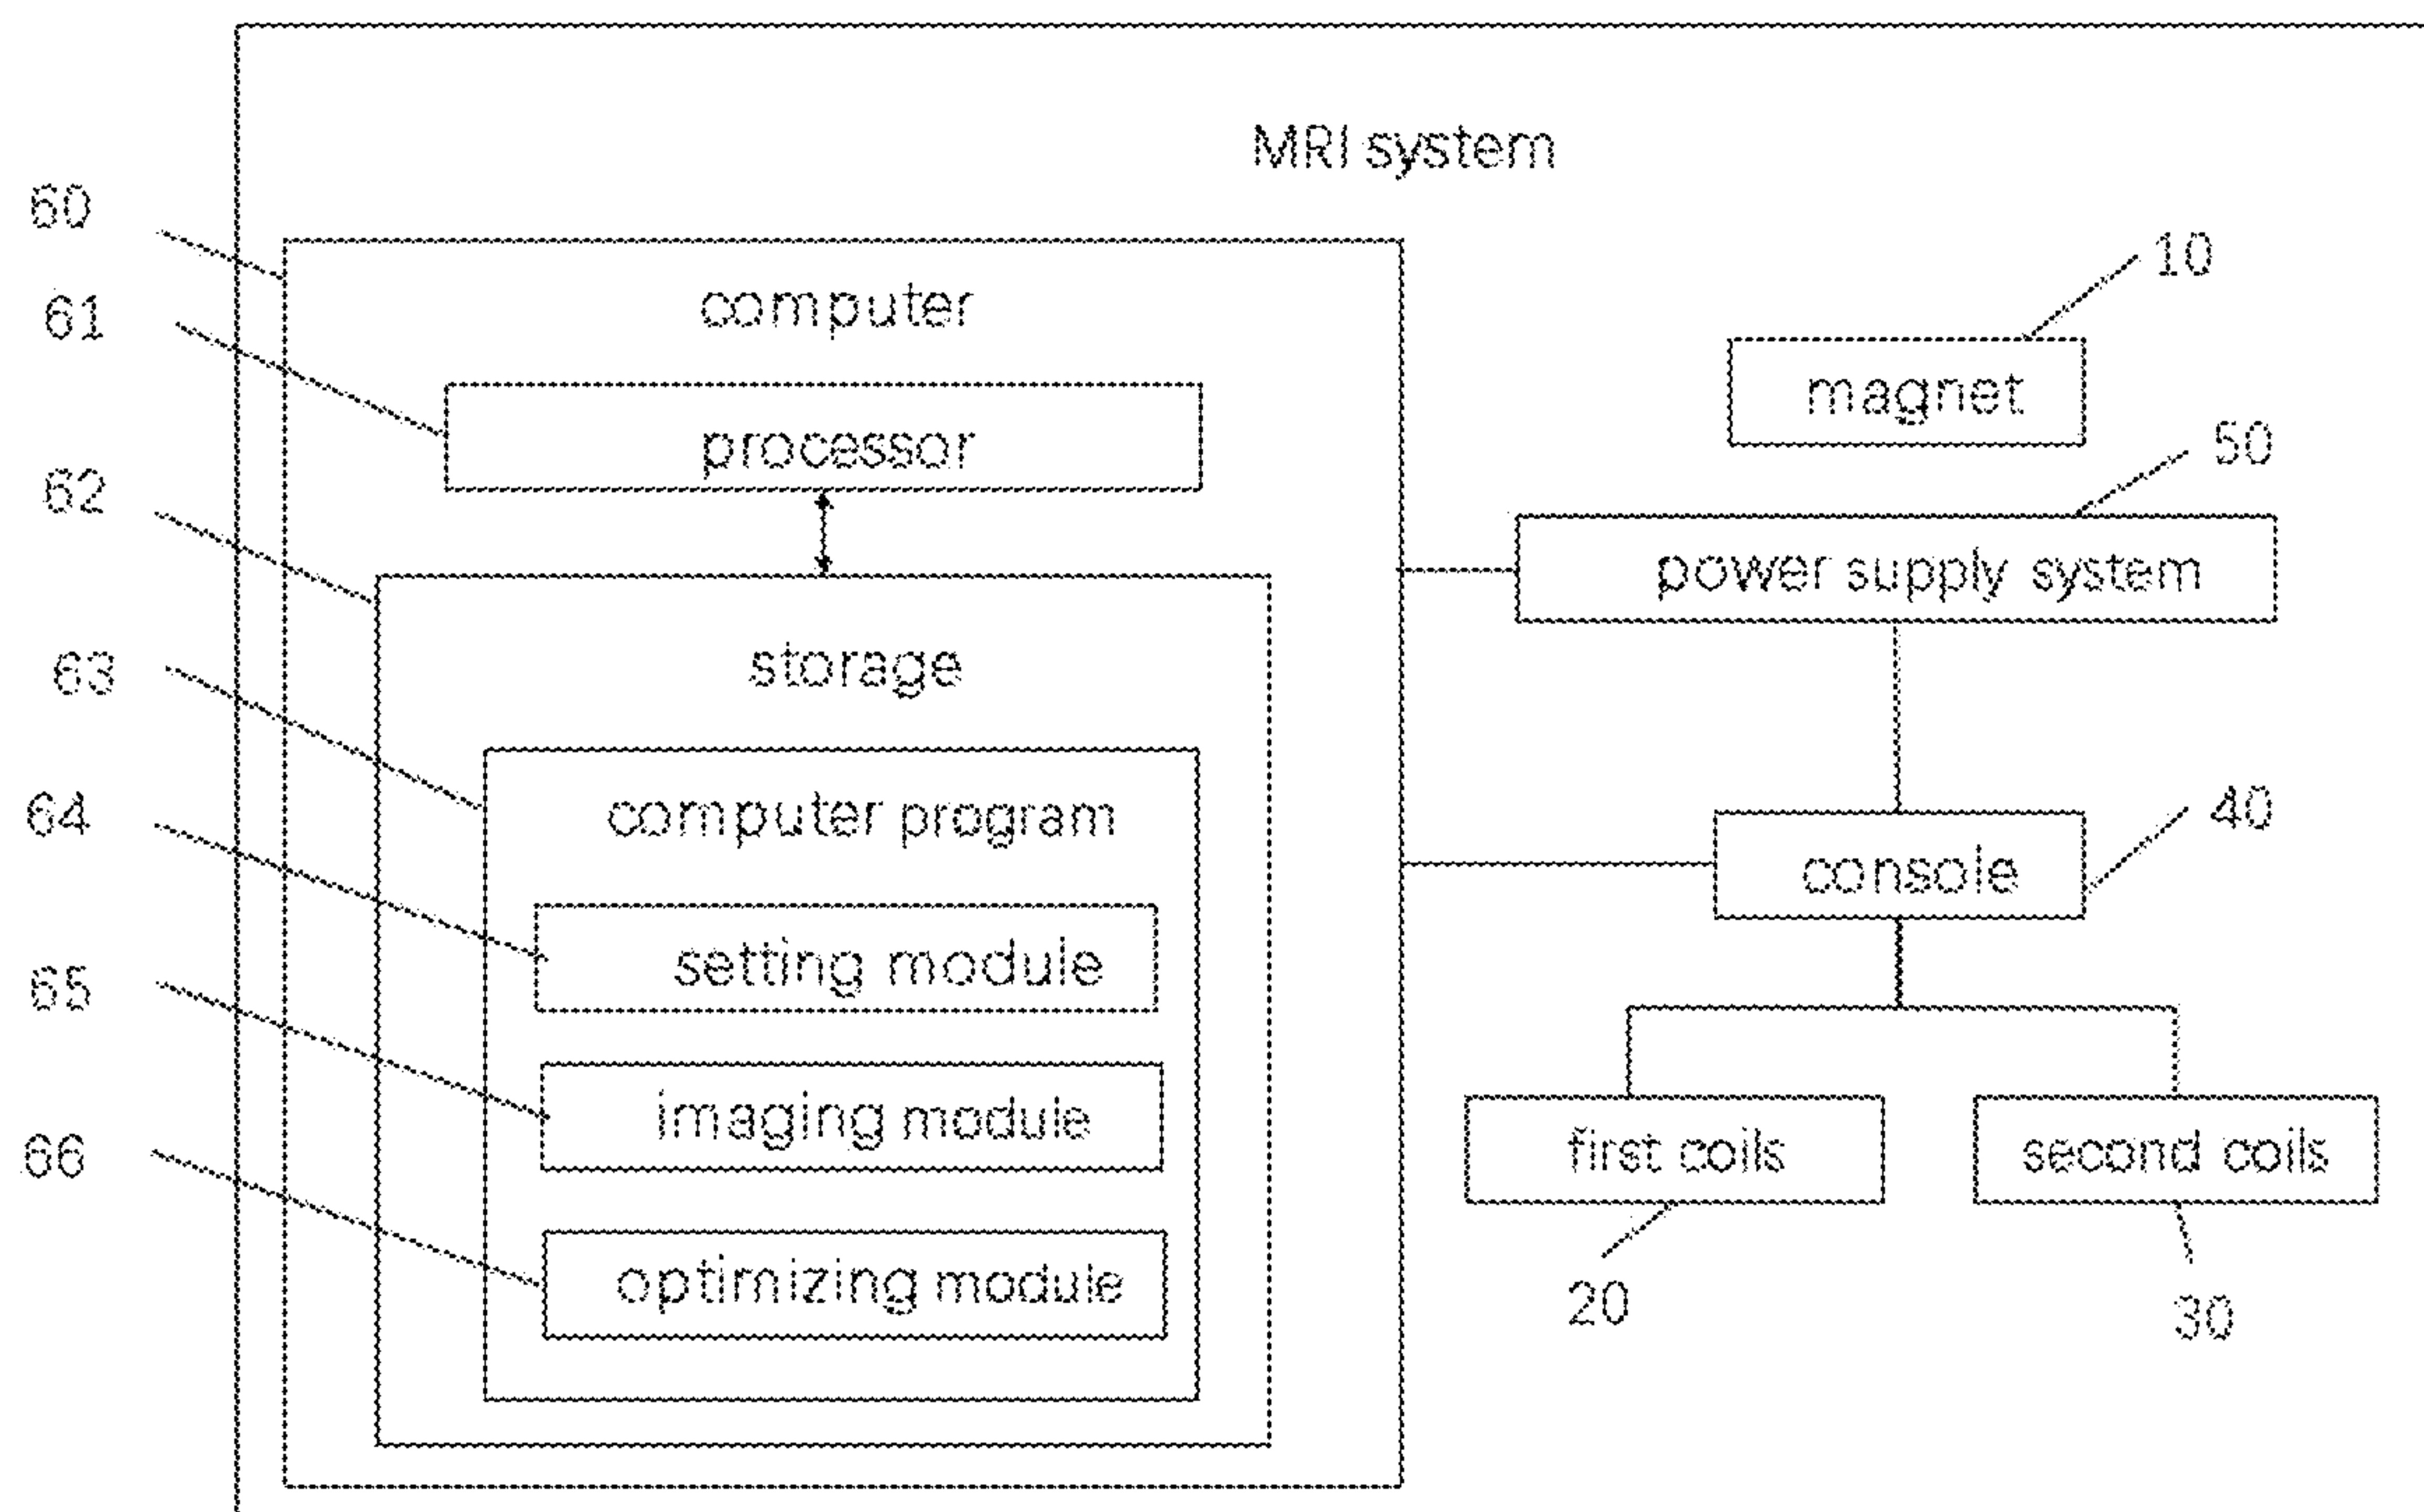 MRI system
60
computer
10
61
processor
magnet
50
62
power supply system
storage
63
computer program
64
40
console
setting module
65
imaging module
66
first coils
second coils
optimizing module
20
30